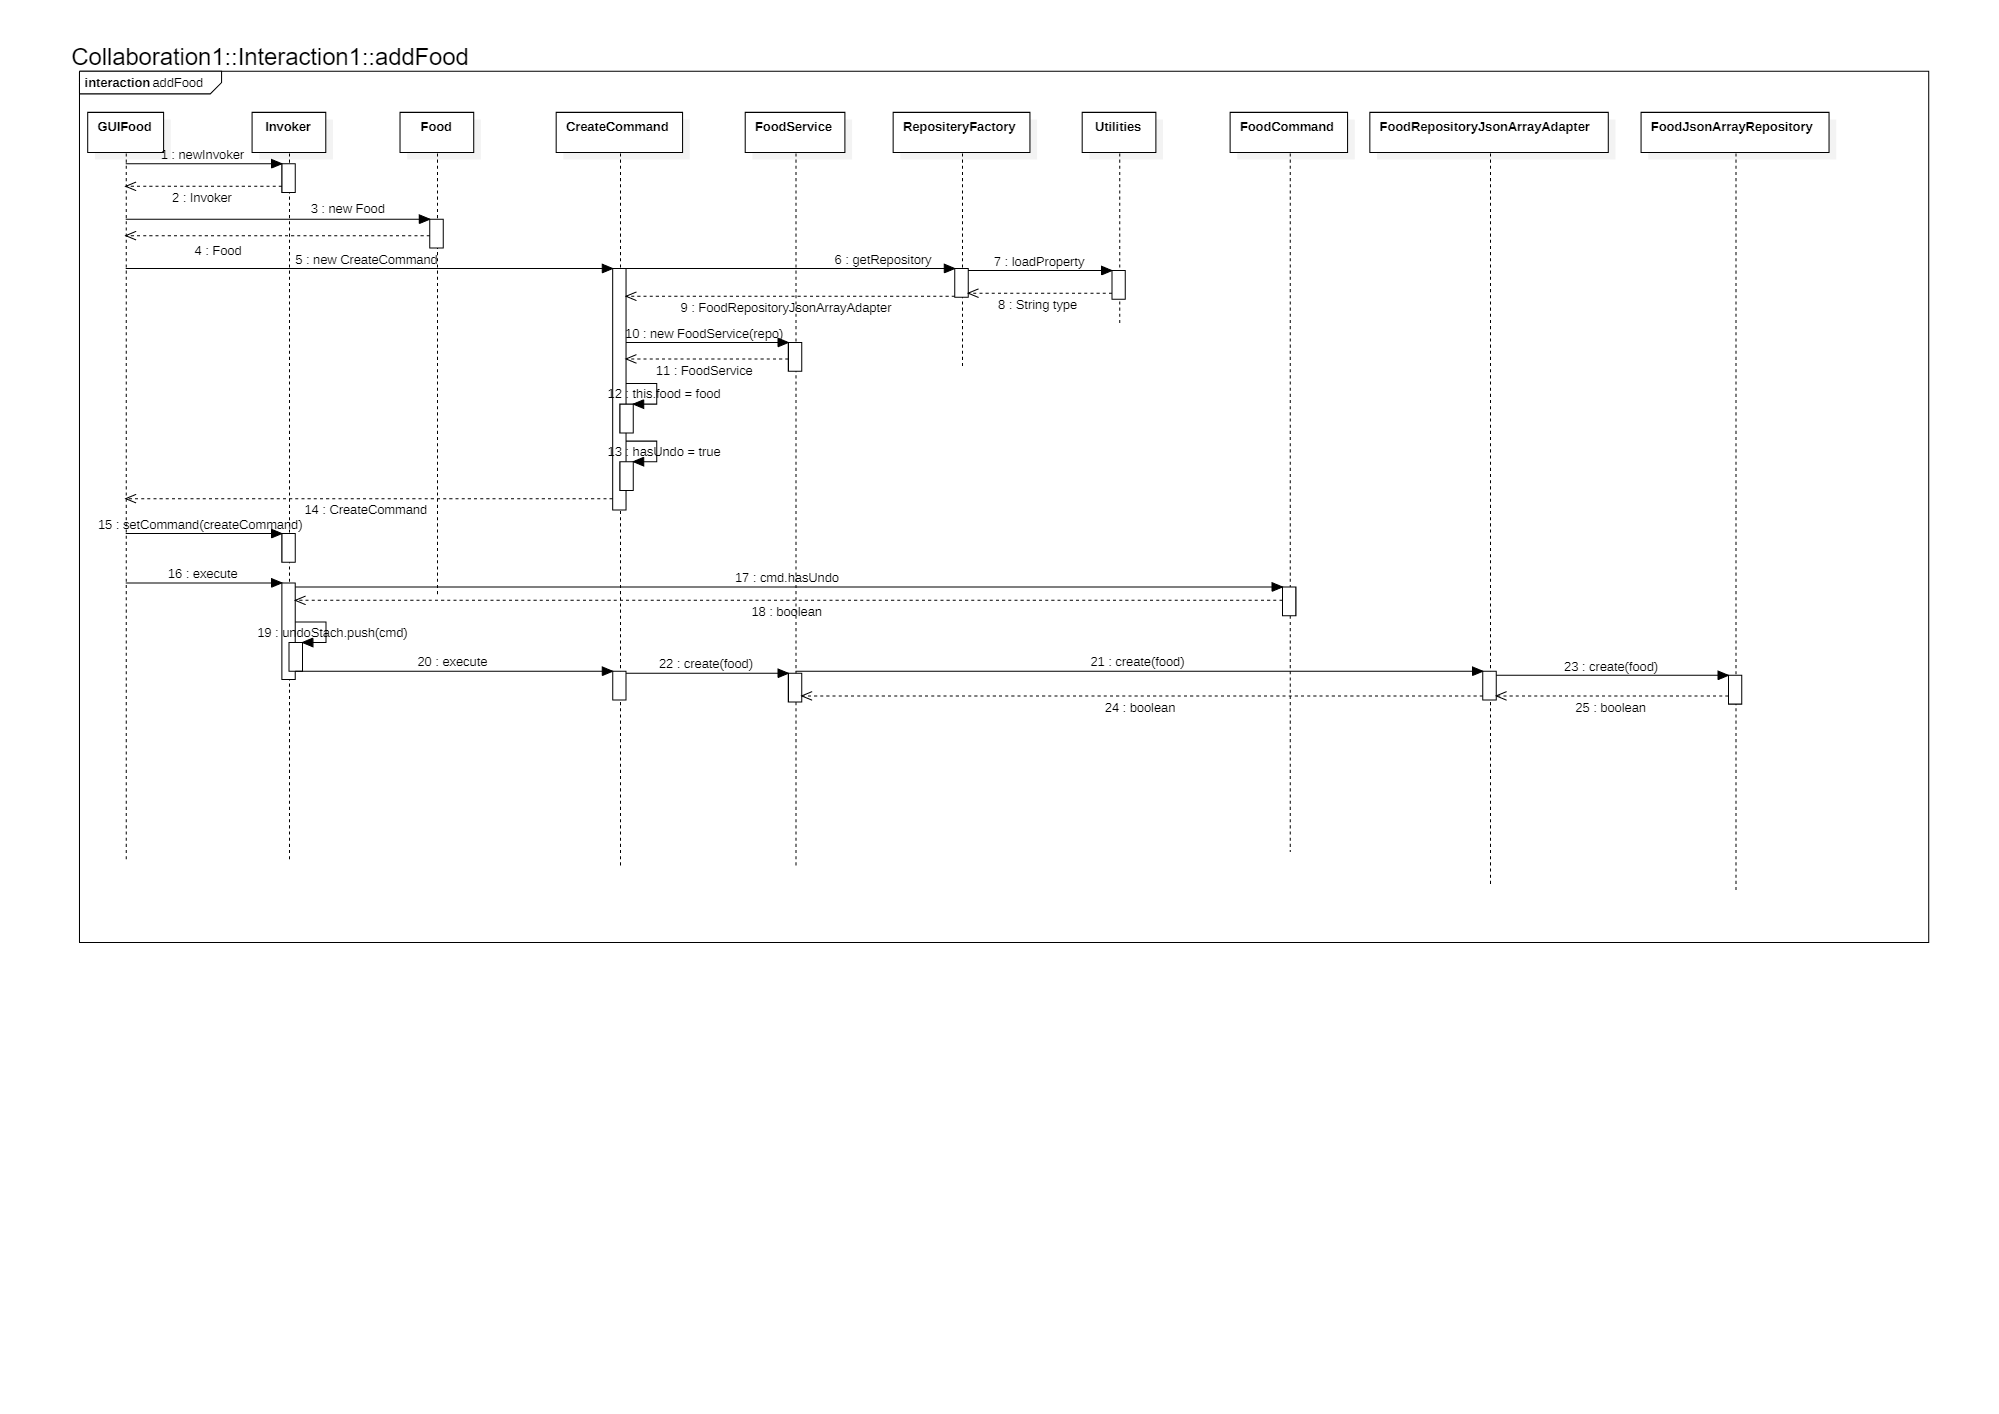 Collaboration1::Interaction1::addFood
interaction addFood
GUIFood
Invoker
Food
CreateCommand
FoodService
RepositeryFactory
Utilities
FoodCommand
FoodRepositoryJsonArrayAdapter
FoodJsonArrayRepository
1 : newInvoker
2 : Invoker
3 : new Food
4 : Food
5 : new CreateCommand
6 : getRepository
7 : loadProperty
8 : String type
9 : FoodRepositoryJsonArrayAdapter
10 : new FoodService(repo)
11 : FoodService
12 : this.food = food
13 : hasUndo = true
14 : CreateCommand
15 : setCommand(createCommand)
16 : execute
17 : cmd.hasUndo
18 : boolean
19 : undoStach.push(cmd)
20 : execute
22 : create(food)
21 : create(food)
23 : create(food)
24 : boolean
25 : boolean